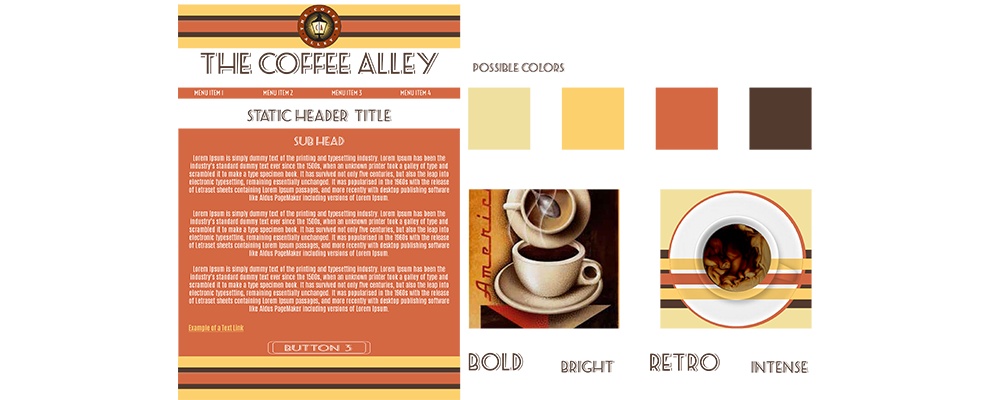 THE COFFEE ALLEY
THE COFFEE ALLEY
MENU ITEM 1 MENU ITEM 2 MENU ITEM 3 MENU ITEM 4
STATIC HEADER TITLE
SUB HEAD
Lorem Ipsum is simply dummy text of the printing and typesetting industry. Lorem Ipsum has been the
industry's standard dummy text ever since the 1500s, when an unknown printer took a galley of type and
scrambled it to make a type specimen book. It has survived not only five centuries, but also the leap into
electronic typesetting, remaining essentially unchanged. It was popularised in the 1960s with the release
of Letraset sheets containing Lorem Ipsum passages, and more recently with desktop publishing software
like Aldus PageMaker including versions of Lorem Ipsum.
Lorem Ipsum is simply dummy text of the printing and typesetting industry. Lorem Ipsum has been the
industry's standard dummy text ever since the 1500s, when an unknown printer took a galley of type and
scrambled it to make a type specimen book. It has survived not only five centuries, but also the leap into
electronic typesetting, remaining essentially unchanged. It was popularised in the 1960s with the release
of Letraset sheets containing Lorem Ipsum passages, and more recently with desktop publishing software
like Aldus PageMaker including versions of Lorem Ipsum.
Lorem Ipsum is simply dummy text of the printing and typesetting industry. Lorem Ipsum has been the
industry's standard dummy text ever since the 1500s, when an unknown printer took a galley of type and
scrambled it to make a type specimen book. It has survived not only five centuries, but also the leap into
electronic typesetting, remaining essentially unchanged. It was popularised in the 1960s with the release
of Letraset sheets containing Lorem Ipsum passages, and more recently with desktop publishing software
like Aldus PageMaker including versions of Lorem Ipsum.
Example of a Text Link
BUTTON 3
POSSIBLE COLORS
Americ
BOLD BRIGHT RETRO INTENSE